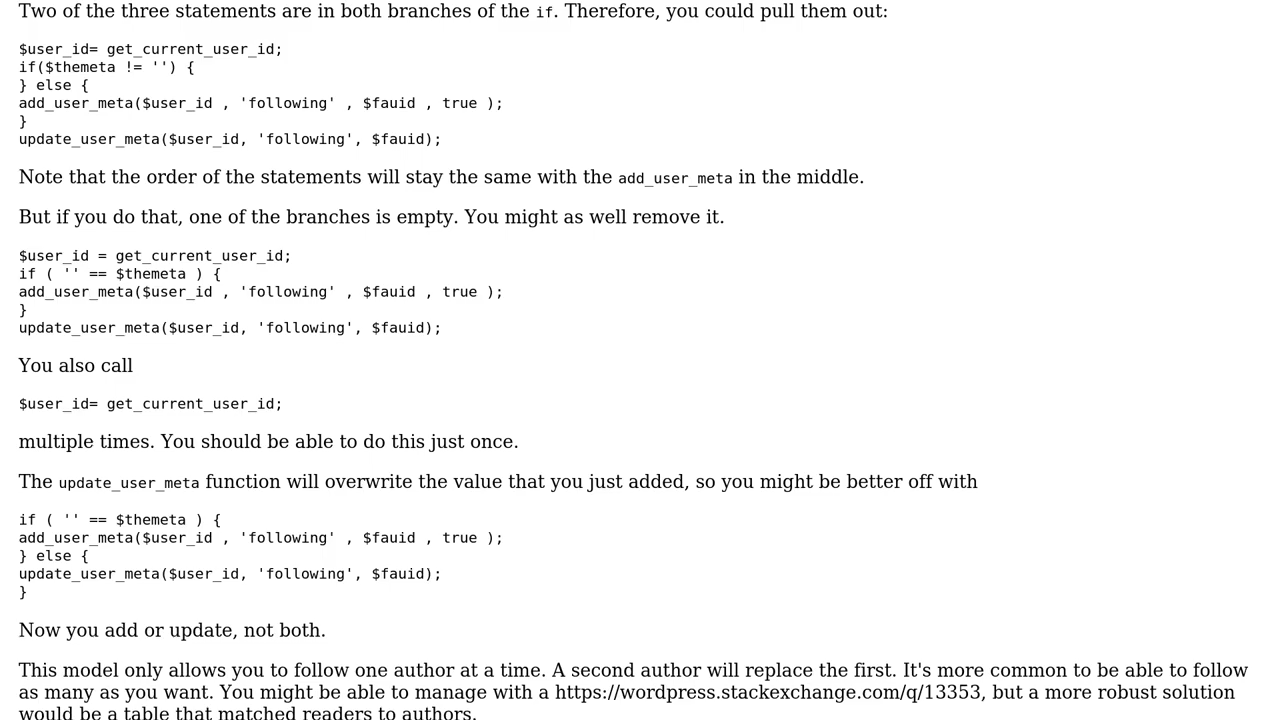 Two of the three statements are in both branches of the if. Therefore, you could pull them out:
$user_id= get_current_user_id;
if($themeta != '') {
} else {
add_user_meta($user_id , 'following' , $fauid , true );
}
update_user_meta($user_id, 'following', $fauid);
Note that the order of the statements will stay the same with the add_user_meta in the middle.
But if you do that, one of the branches is empty. You might as well remove it.
$user_id = get_current_user_id;
if ( '' == $themeta ) {
add_user_meta($user_id , 'following' , $fauid , true );
}
update_user_meta($user_id, 'following', $fauid);
You also call
$user_id= get_current_user_id;
multiple times. You should be able to do this just once.
The update_user_meta function will overwrite the value that you just added, so you might be better off with
if ( '' == $themeta ) {
add_user_meta($user_id , 'following' , $fauid , true );
} else {
update_user_meta($user_id, 'following', $fauid);
}
Now you add or update, not both.
This model only allows you to follow one author at a time. A second author will replace the first. It's more common to be able to follow
as many as you want. You might be able to manage with a https://wordpress.stackexchange.com/q/13353, but a more robust solution
would be a table that matched readers to authors.